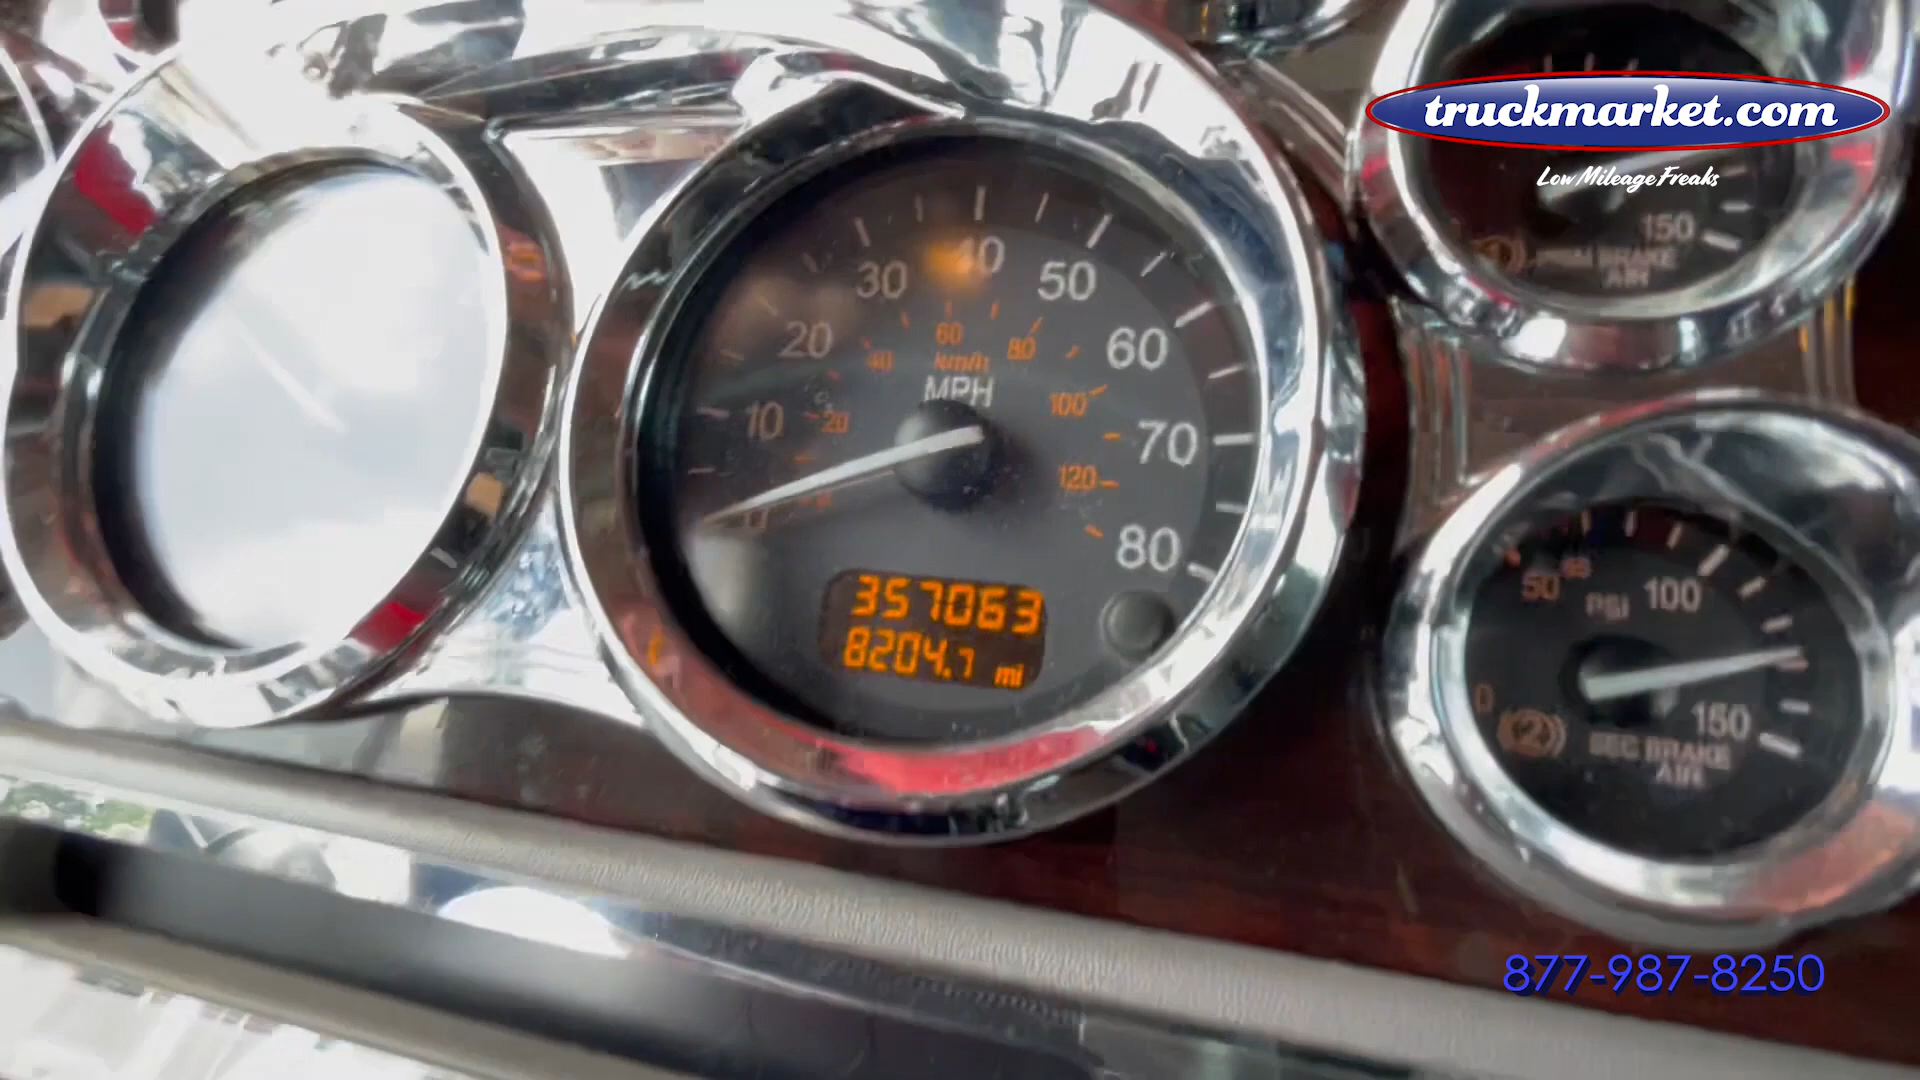 truckmarket.com
Low Mileage Freaks
150
PRIM BRAKE
AIR
30 40 50
20 60
40 60 80
km/h
MPH
10 20 100 70
120
80
357063
8204.7 mi
50 PSI 100
0
150
2 SEC BRAKE
AIR
877-987-8250